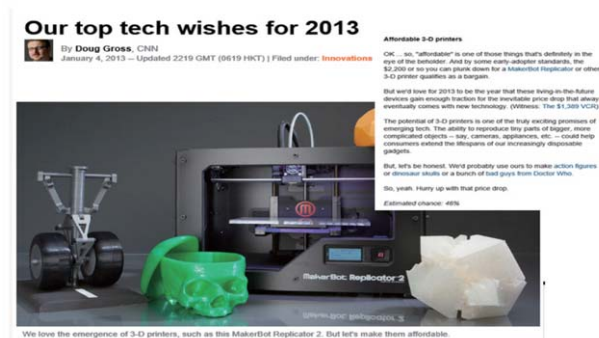 Our top tech wishes for 2013
By Doug Gross, CNN
January 4, 2013 -- Updated 2219 GMT (0619 HKT) | Filed under: Innovations
Affordable 3-D printers
OK ... so, "affordable" is one of those things that's definitely in the
eye of the beholder. And by some early-adopter standards, the
$2,200 or so you can plunk down for a MakerBot Replicator or other
3-D printer qualifies as a bargain.
But we'd love for 2013 to be the year that these living-in-the-future
devices gain enough traction for the inevitable price drop that alway
eventually comes with new technology. (Witness: The $1,389 VCR)
The potential of 3-D printers is one of the truly exciting promises of
emerging tech. The ability to reproduce tiny parts of bigger, more
complicated objects -- say, cameras, appliances, etc. -- could help
consumers extend the lifespans of our increasingly disposable
gadgets.
But, let's be honest. We'd probably use ours to make action figures
or dinosaur skulls or a bunch of bad guys from Doctor Who.
So, yeah. Hurry up with that price drop.
Estimated chance: 46%
M
MakerBot Replicator 2
We love the emergence of 3-D printers, such as this MakerBot Replicator 2. But let's make them affordable.